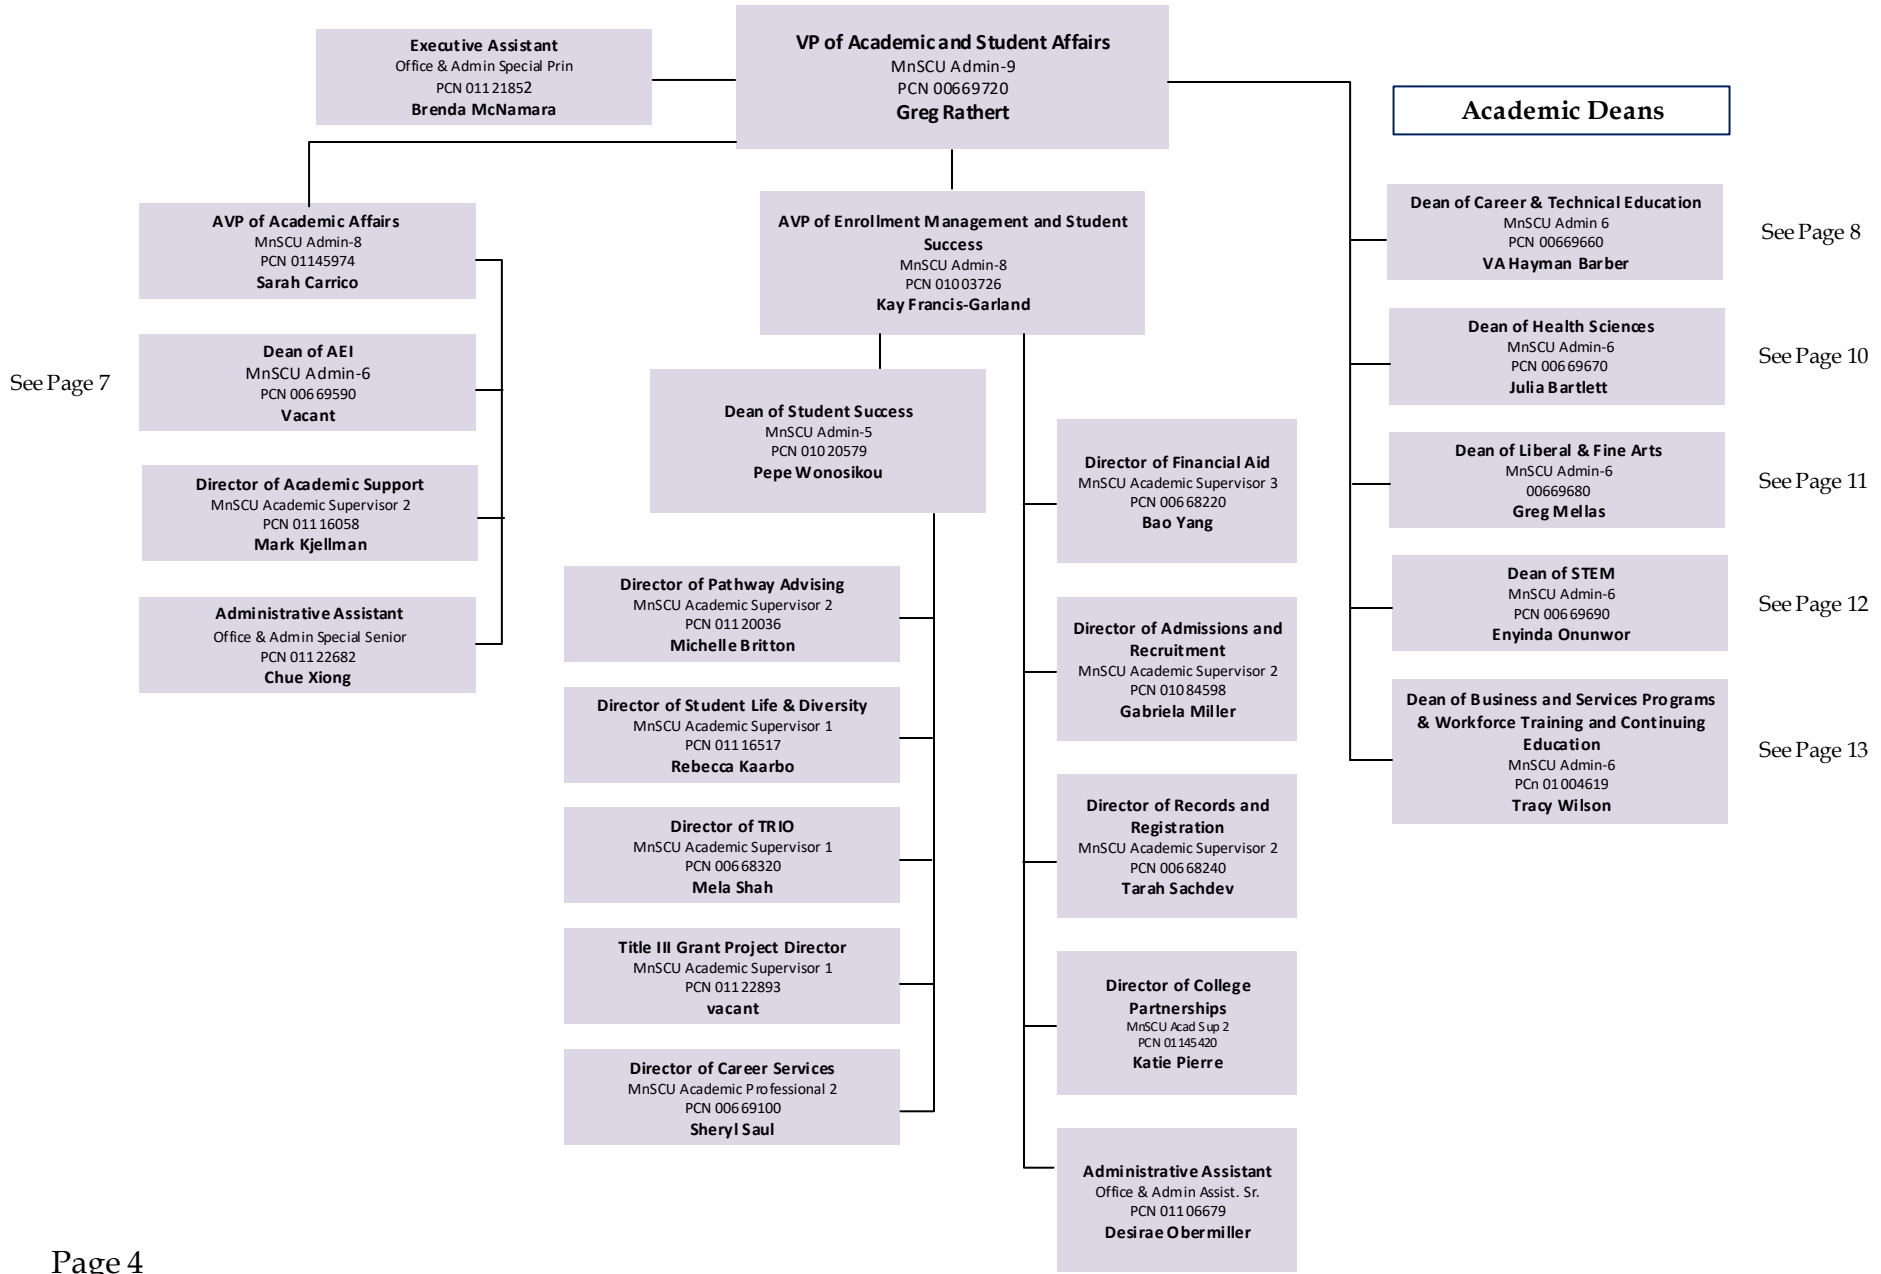 Executive Assistant
Office & Admin Special Prin
PCN 01121852
Brenda McNamara
VP of Academic and Student Affairs
MnSCU Admin-9
PCN 00669720
Greg Rathert
Academic Deans
AVP of Academic Affairs
MnSCU Admin-8
PCN 01145974
Sarah Carrico
See Page 7
Dean of AEI
MnSCU Admin-6
PCN 00669590
Vacant
Director of Academic Support
MnSCU Academic Supervisor 2
PCN 01116058
Mark Kjellman
Administrative Assistant
Office & Admin Special Senior
PCN 01122682
Chue Xiong
AVP of Enrollment Management and Student
Success
MnSCU Admin-8
PCN 01003726
Kay Francis-Garland
Dean of Student Success
MnSCU Admin-5
PCN 01020579
Pepe Wonosikou
Director of Pathway Advising
MnSCU Academic Supervisor 2
PCN 01120036
Michelle Britton
Director of Student Life & Diversity
MnSCU Academic Supervisor 1
PCN 01116517
Rebecca Kaarbo
Director of TRIO
MnSCU Academic Supervisor 1
PCN 00668320
Mela Shah
Title III Grant Project Director
MnSCU Academic Supervisor 1
PCN 01122893
vacant
Director of Career Services
MnSCU Academic Professional 2
PCN 00669100
Sheryl Saul
Director of Financial Aid
MnSCU Academic Supervisor 3
PCN 00668220
Bao Yang
Director of Admissions and
Recruitment
MnSCU Academic Supervisor 2
PCN 01084598
Gabriela Miller
Director of Records and
Registration
MnSCU Academic Supervisor 2
PCN 00668240
Tarah Sachdev
Director of College
Partnerships
MnSCU Acad Sup 2
PCN 01145420
Katie Pierre
Administrative Assistant
Office & Admin Assist. Sr.
PCN 01106679
Desirae Obermiller
Dean of Career & Technical Education
MnSCU Admin 6
PCN 00669660
VA Hayman Barber
See Page 8
Dean of Health Sciences
MnSCU Admin-6
PCN 00669670
Julia Bartlett
See Page 10
Dean of Liberal & Fine Arts
MnSCU Admin-6
00669680
Greg Mellas
See Page 11
Dean of STEM
MnSCU Admin-6
PCN 00669690
Enyinda Onunwor
See Page 12
Dean of Business and Services Programs
& Workforce Training and Continuing
Education
MnSCU Admin-6
PCn 01004619
Tracy Wilson
See Page 13
Page 4